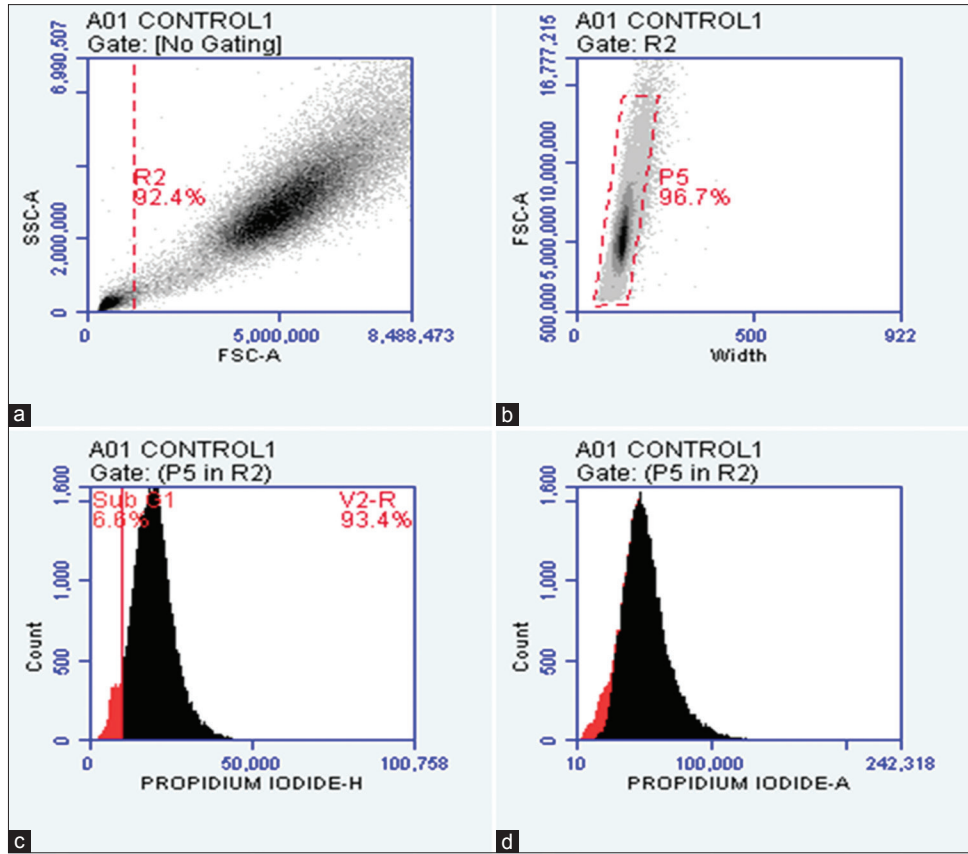 A01 CONTROL1
Gate: [No Gating]
6,990,507
2,000,000
0
SSC-A
R2
92.4%
0
5,000,000
8,488,473
FSC-A
a
A01 CONTROL1
Gate: R2
16,777,215
10,000,000
5,000,000
500,000
FSC-A
P5
96.7%
0
500
922
Width
b
A01 CONTROL1
Gate: (P5 in R2)
1,600
1,000
500
0
Count
Sub G1
6.6%
V2-R
93.4%
0
50,000
100,758
PROPIDIUM IODIDE-H
c
A01 CONTROL1
Gate: (P5 in R2)
1,600
1,000
500
0
Count
10
100,000
242,318
PROPIDIUM IODIDE-A
d